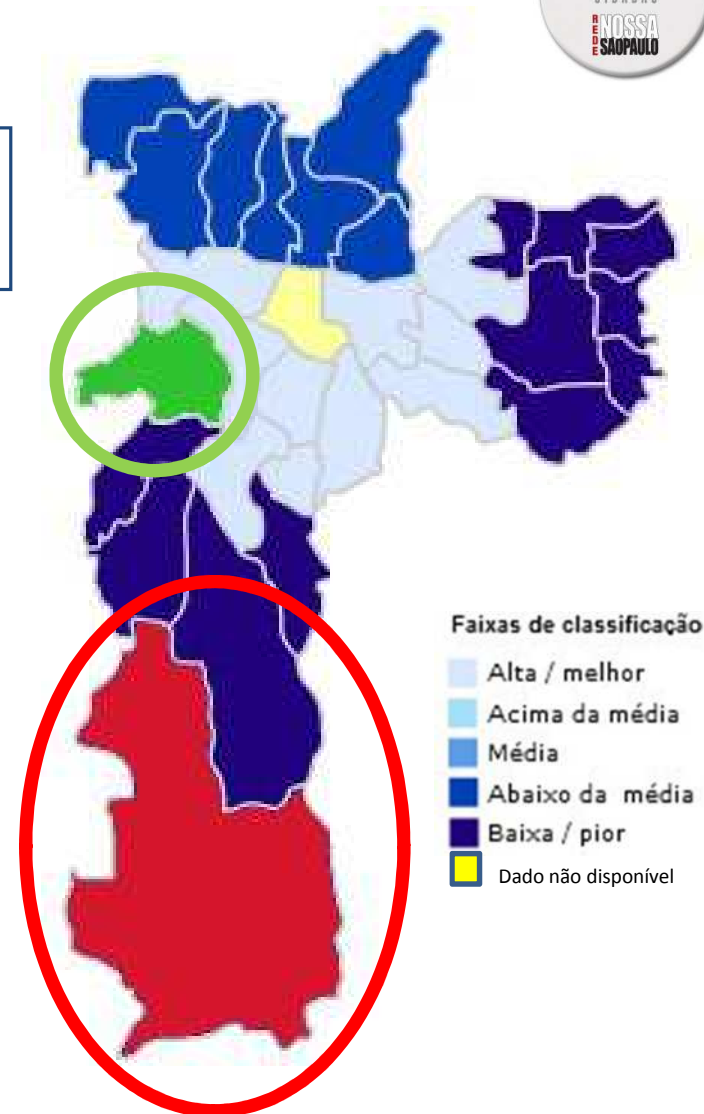 REDE
NOSSA
SÃOPAULO
Faixas de classificação
Alta / melhor
Acima da média
Média
Abaixo da média
Baixa / pior
Dado não disponível